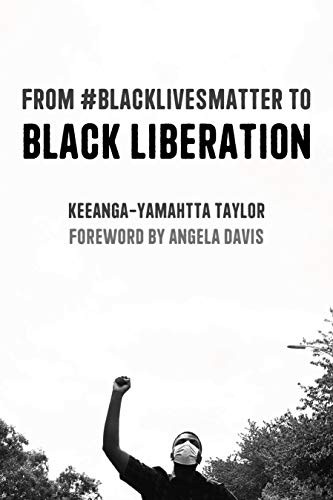 FROM #BLACKLIVESMATTER TO
BLACK LIBERATION
KEEANGA-YAMAHTTA TAYLOR
FOREWORD BY ANGELA DAVIS